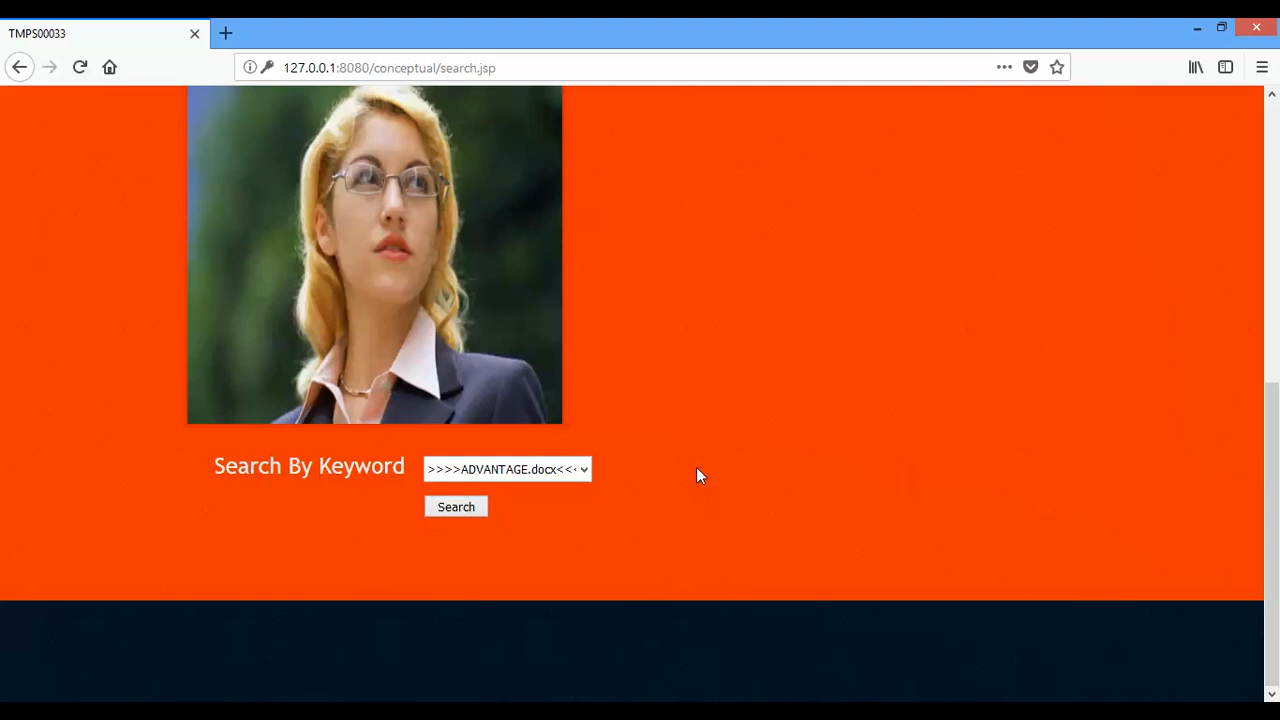 TMPS00033
127.0.0.1:8080/conceptual/search.jsp
Search By Keyword
>>>>ADVANTAGE.docx<<<
Search